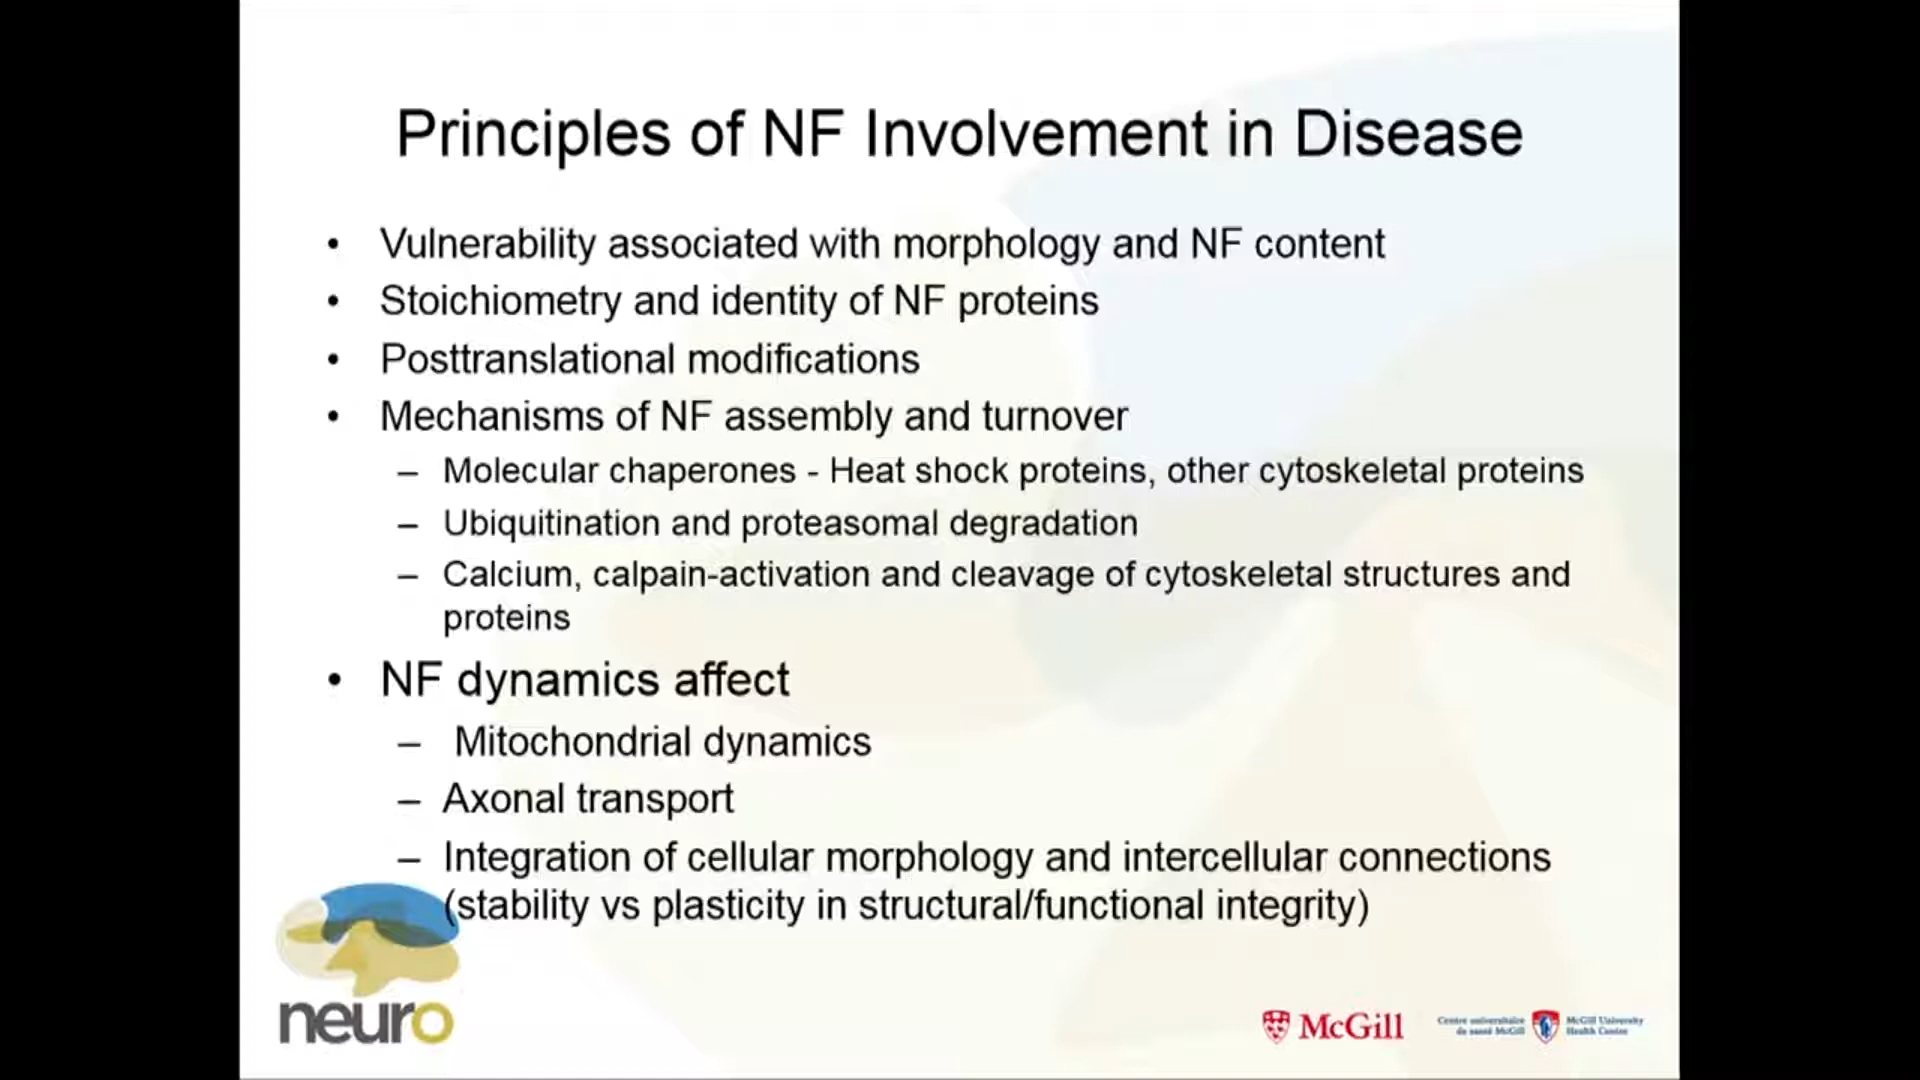 Principles of NF Involvement in Disease
• Vulnerability associated with morphology and NF content
• Stoichiometry and identity of NF proteins
• Posttranslational modifications
• Mechanisms of NF assembly and turnover
– Molecular chaperones - Heat shock proteins, other cytoskeletal proteins
– Ubiquitination and proteasomal degradation
– Calcium, calpain-activation and cleavage of cytoskeletal structures and
proteins
• NF dynamics affect
– Mitochondrial dynamics
– Axonal transport
– Integration of cellular morphology and intercellular connections
(stability vs plasticity in structural/functional integrity)
neuro
McGill
Centre universitaire
de santé McGill
McGill University
Health Centre